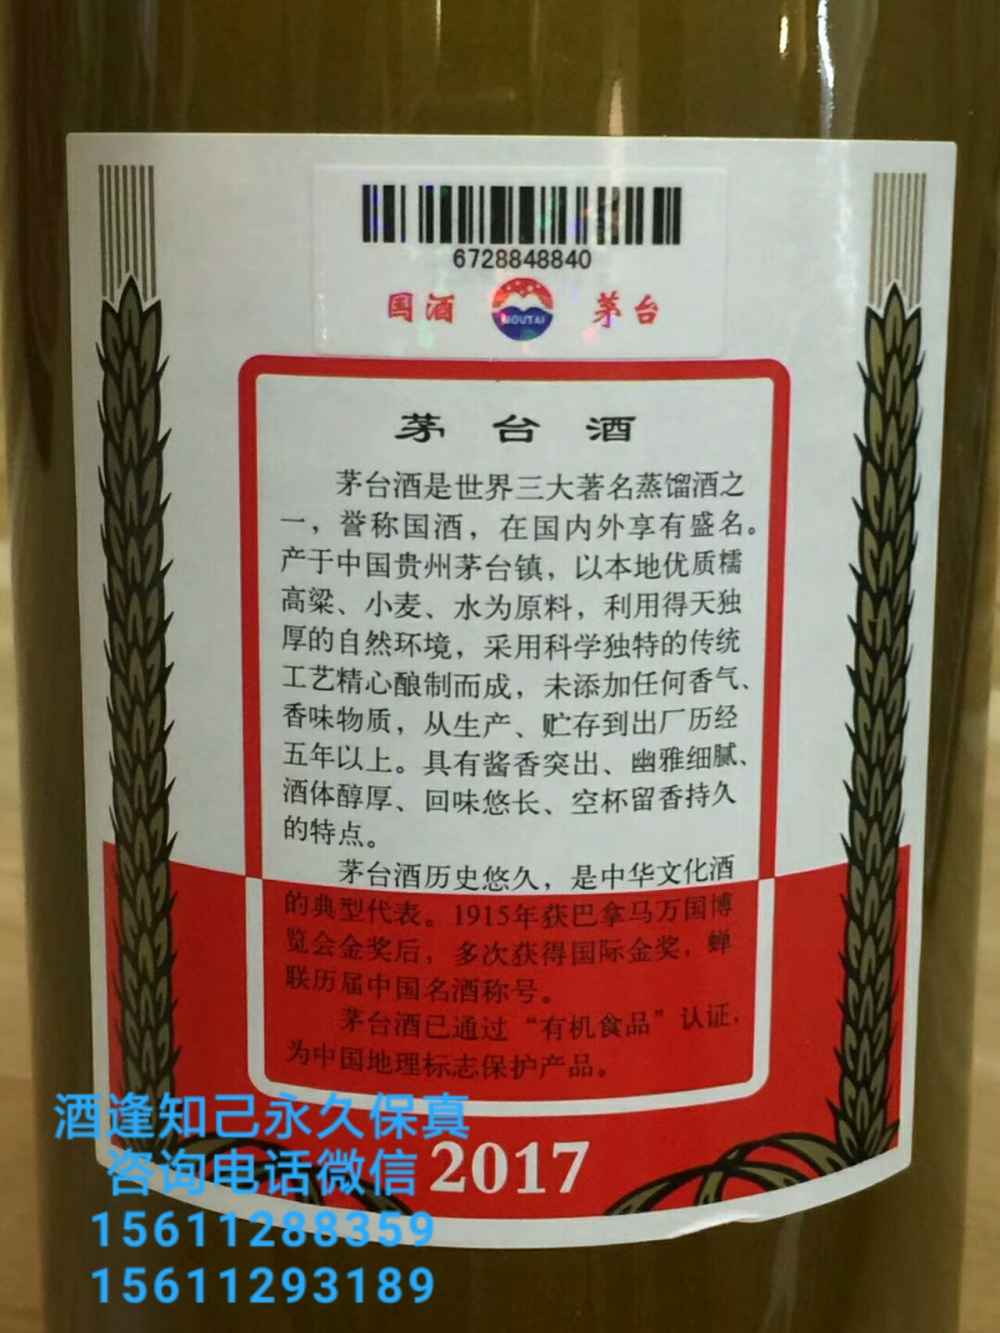 6728848840
国酒 MOUTAI 茅台
茅台酒
茅台酒是世界三大著名蒸馏酒之
一，誉称国酒，在国内外享有盛名。
产于中国贵州茅台镇，以本地优质糯
高粱、小麦、水为原料，利用得天独
厚的自然环境，采用科学独特的传统
工艺精心酿制而成，未添加任何香气、
香味物质，从生产、贮存到出厂历经
五年以上。具有酱香突出、幽雅细腻、
酒体醇厚、回味悠长、空杯留香持久
的特点。
茅台酒历史悠久，是中华文化酒
的典型代表。1915年获巴拿马万国博
览会金奖后，多次获得国际金奖，蝉
联历届中国名酒称号。
茅台酒已通过“有机食品”认证，
为中国地理标志保护产品。
2017
酒逢知己永久保真
咨询电话微信
15611288359
15611293189